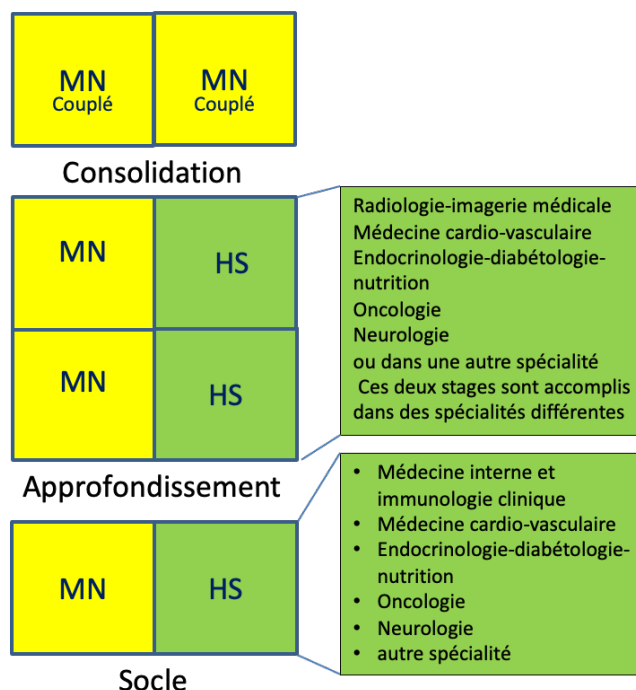 MN
Couplé
MN
Couplé
Consolidation
MN
HS
MN
HS
Radiologie-imagerie médicale
Médecine cardio-vasculaire
Endocrinologie-diabétologie-
nutrition
Oncologie
Neurologie
ou dans une autre spécialité
Ces deux stages sont accomplis
dans des spécialités différentes
Approfondissement
MN
HS
• Médecine interne et
immunologie clinique
• Médecine cardio-vasculaire
• Endocrinologie-diabétologie-
nutrition
• Oncologie
• Neurologie
• autre spécialité
Socle